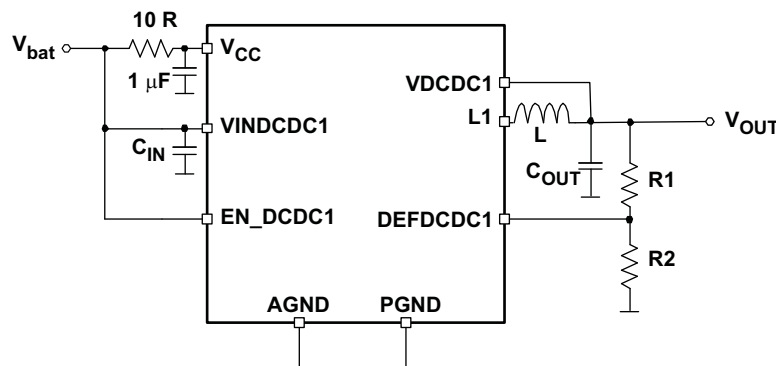 10 R
V_bat
V_CC
1 μF
VDCDC1
L1
L
V_OUT
VINDCDC1
C_IN
C_OUT
R1
EN_DCDC1
DEFDCDC1
R2
AGND
PGND